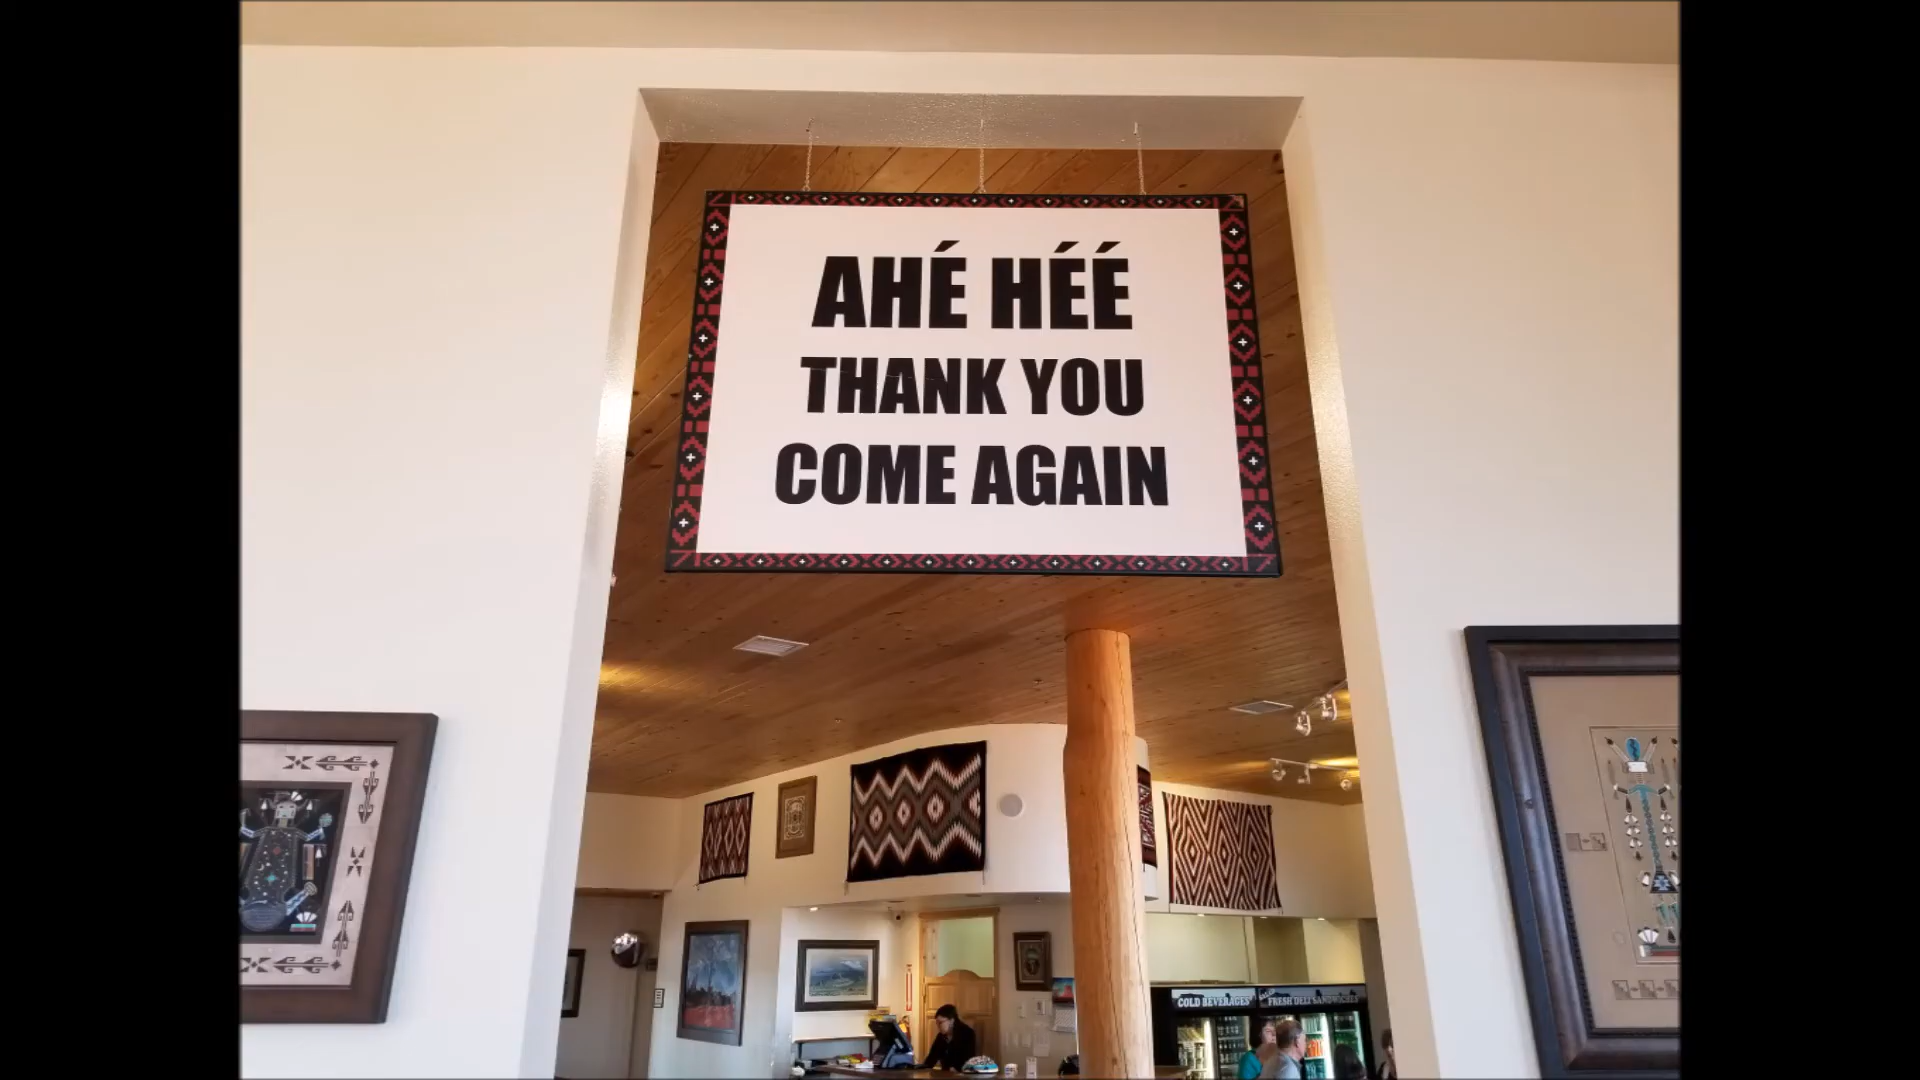 AHÉ HÉÉ
THANK YOU
COME AGAIN
COLD BEVERAGES
FRESH DELI SANDWICHES